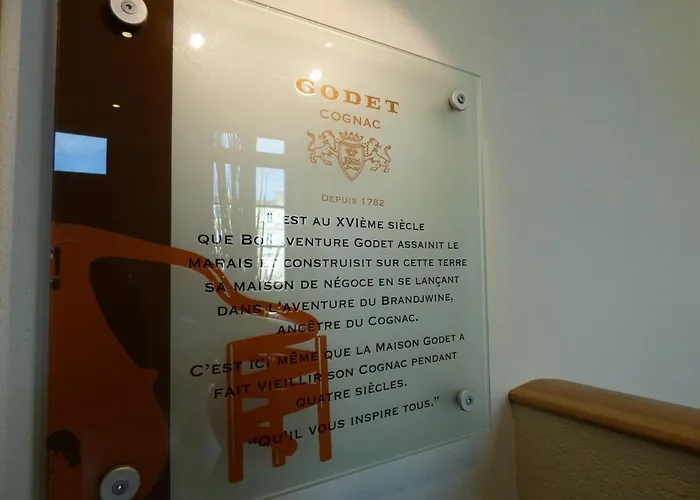 GODET
COGNAC
DEPUIS 1782
EST AU XVIÈME SIÈCLE
QUE BONAVENTURE GODET ASSAINIT LE
MARAIS ET CONSTRUISIT SUR CETTE TERRE
SA MAISON DE NÉGOCE EN SE LANÇANT
DANS L'AVENTURE DU BRANDJWINE,
ANCÊTRE DU COGNAC.
C'EST ICI MÊME QUE LA MAISON GODET A
FAIT VIEILLIR SON COGNAC PENDANT
QUATRE SIÈCLES.
"QU'IL VOUS INSPIRE TOUS."